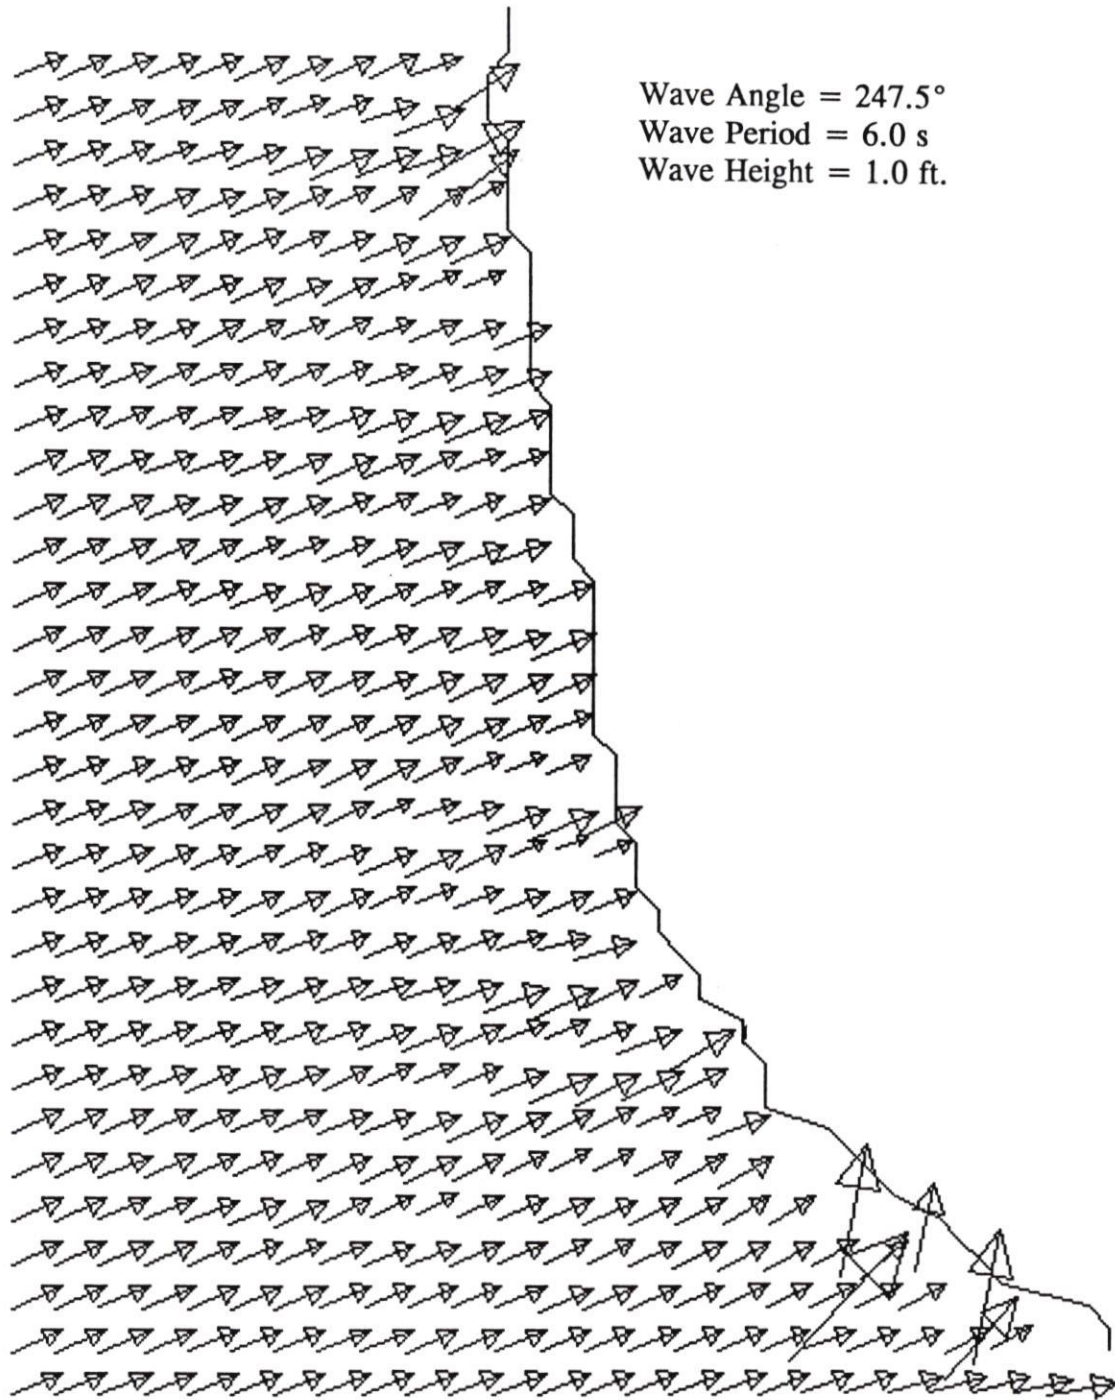 Wave Angle = 247.5°
Wave Period = 6.0 s
Wave Height = 1.0 ft.